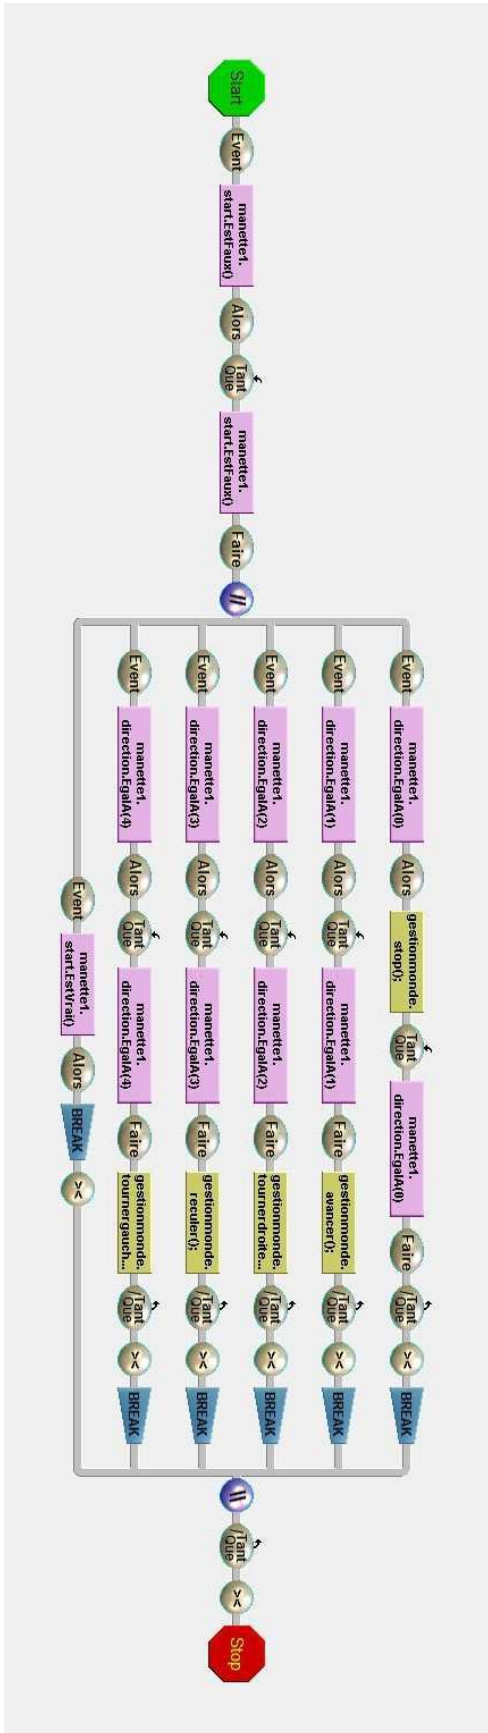 Start
Event
manette1.
start.EstFaux()
Alors
Tant
Que
manette1.
start.EstFaux()
Faire
//
Event
manette1.
direction.EgalA(0)
Alors
gestionmonde.
stop();
Tant
Que
manette1.
direction.EgalA(0)
Faire
/Tant
Que
><
BREAK
Event
manette1.
direction.EgalA(1)
Alors
Tant
Que
manette1.
direction.EgalA(1)
Faire
gestionmonde.
avancer();
/Tant
Que
><
BREAK
Event
manette1.
direction.EgalA(2)
Alors
Tant
Que
manette1.
direction.EgalA(2)
Faire
gestionmonde.
tournerdroite...
/Tant
Que
><
BREAK
Event
manette1.
direction.EgalA(3)
Alors
Tant
Que
manette1.
direction.EgalA(3)
Faire
gestionmonde.
reculer();
/Tant
Que
><
BREAK
Event
manette1.
direction.EgalA(4)
Alors
Tant
Que
manette1.
direction.EgalA(4)
Faire
gestionmonde.
tournergauch...
/Tant
Que
><
BREAK
Event
manette1.
start.EstVrai()
Alors
BREAK
><
//
/Tant
Que
><
Stop